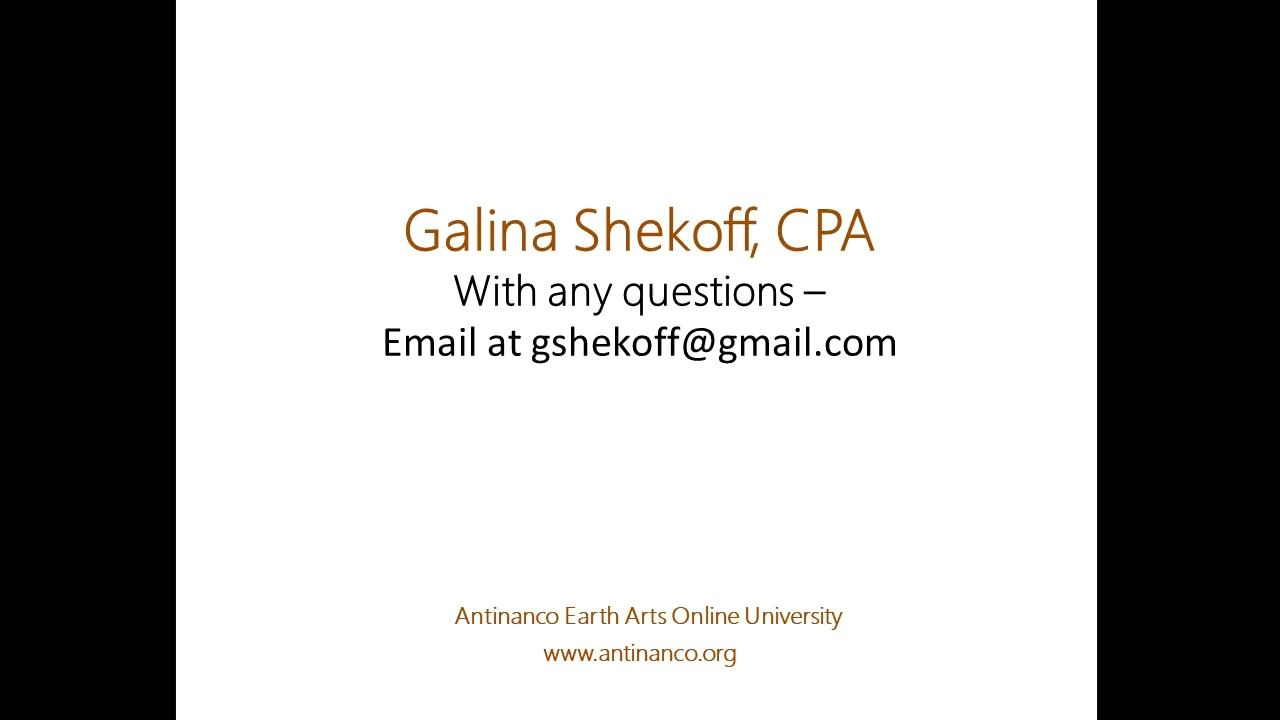 Galina Shekoff, CPA
With any questions –
Email at gshekoff@gmail.com
Antinanco Earth Arts Online University
www.antinanco.org